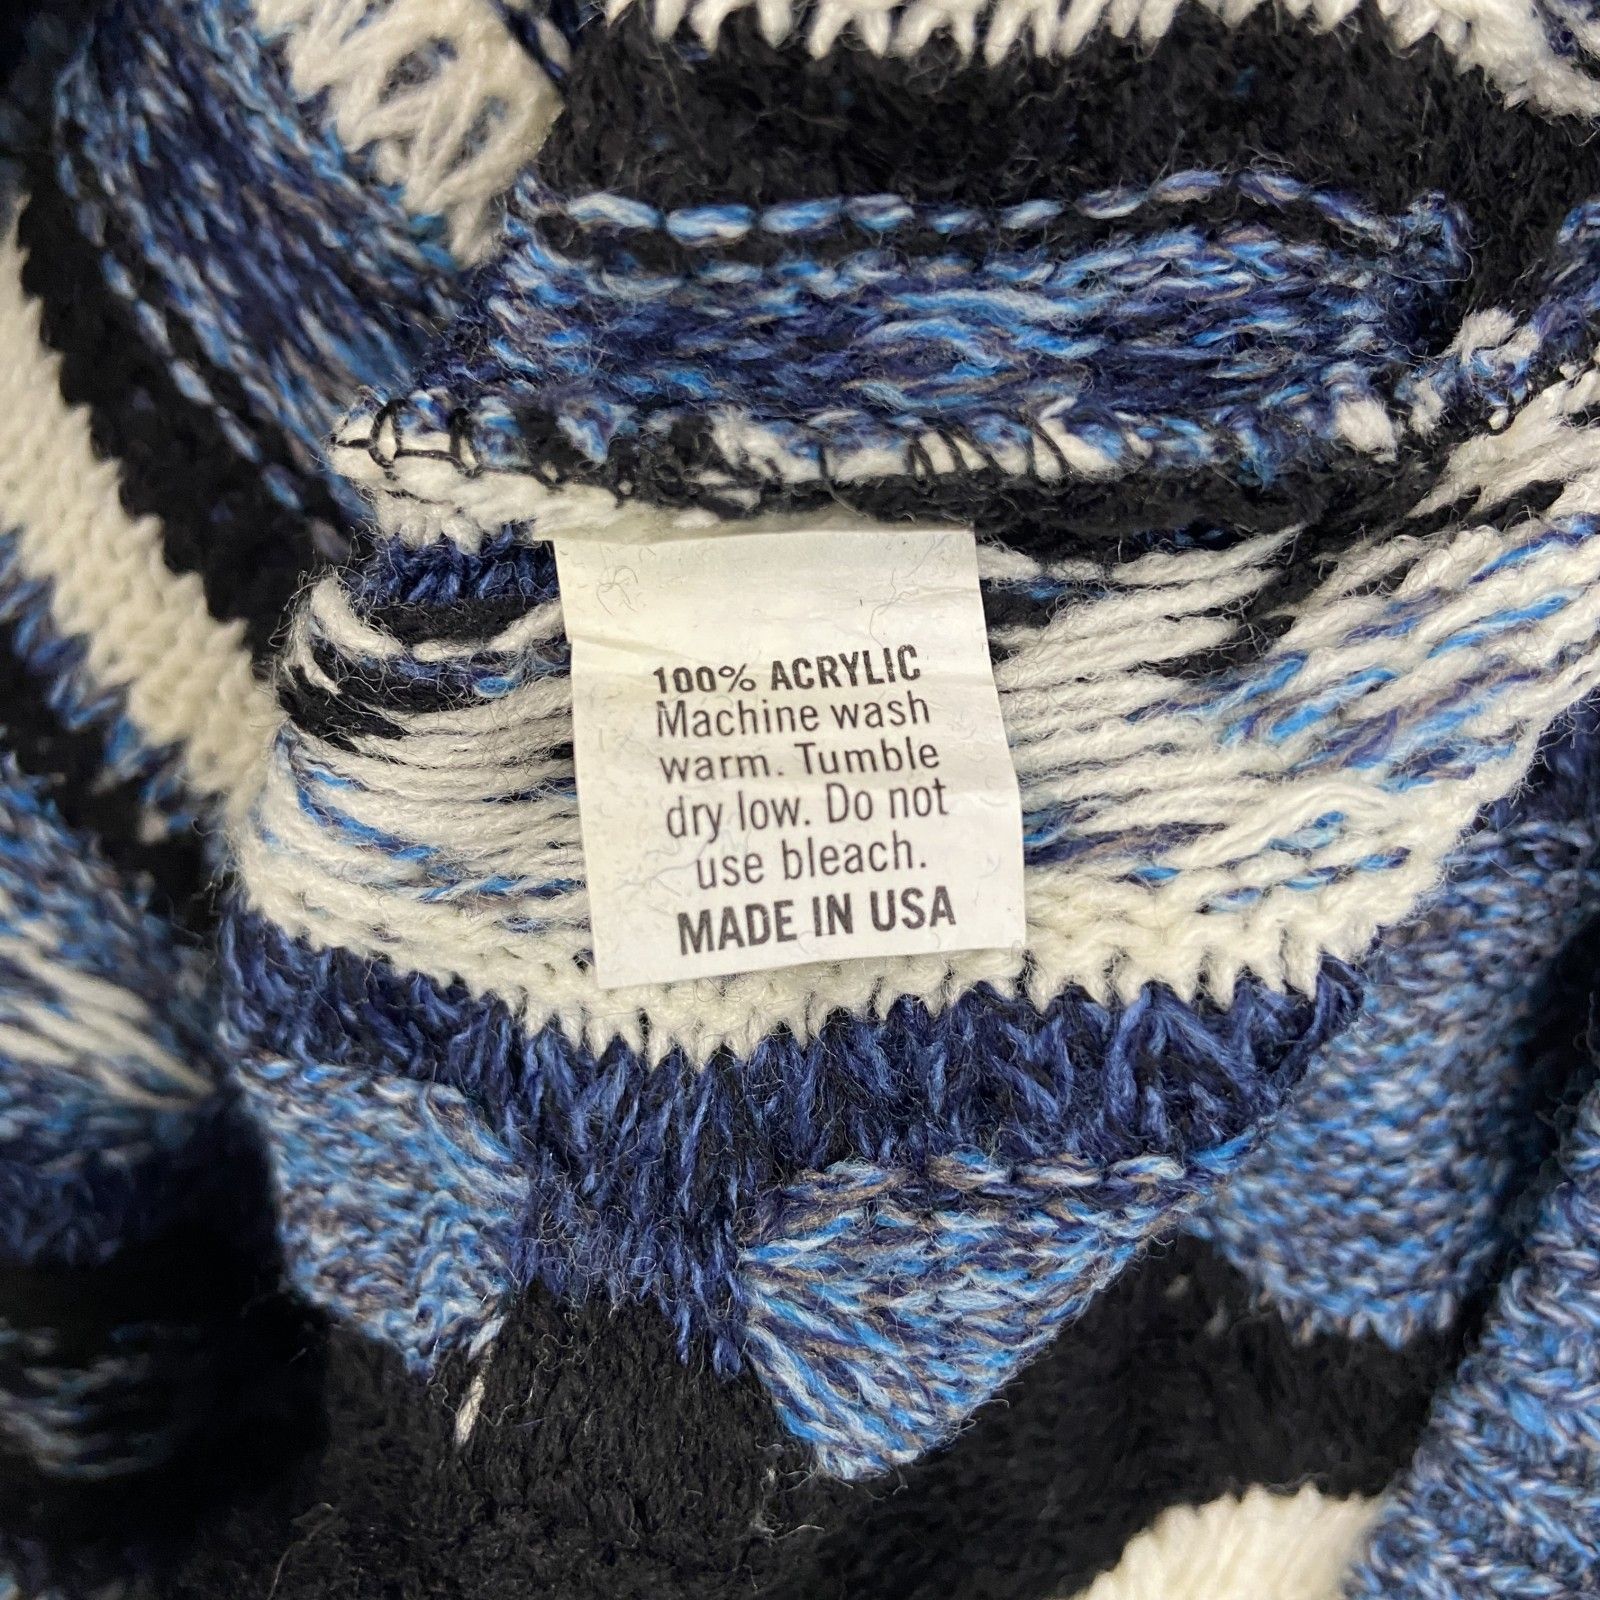 100% ACRYLIC
Machine wash
warm. Tumble
dry low. Do not
use bleach.
MADE IN USA